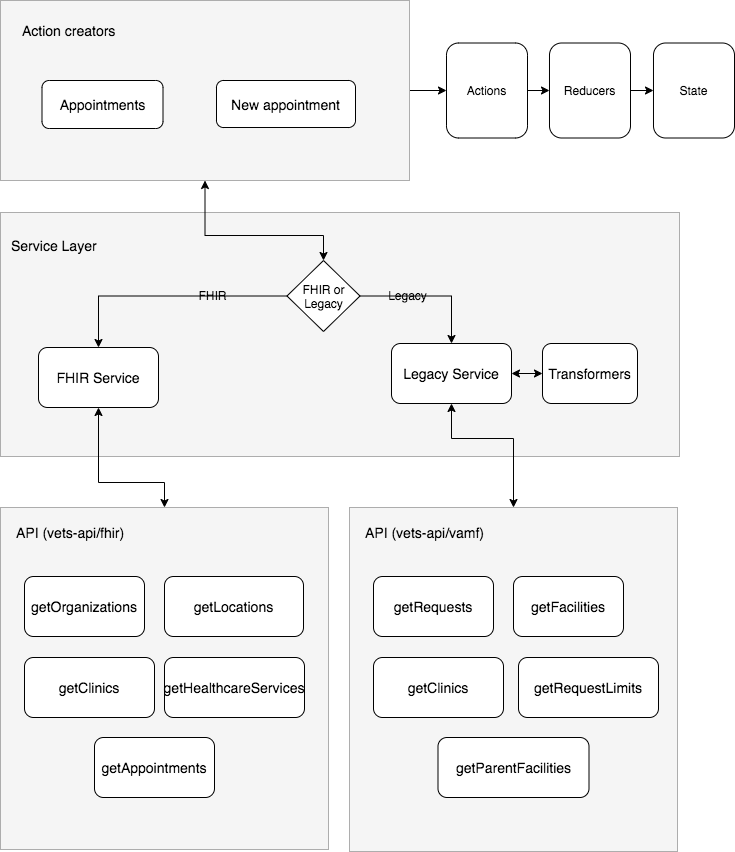 Action creators
Appointments
New appointment
Actions
Reducers
State
Service Layer
FHIR or
Legacy
FHIR
Legacy
FHIR Service
Legacy Service
Transformers
API (vets-api/fhir)
getOrganizations
getLocations
getClinics
getHealthcareServices
getAppointments
API (vets-api/vamf)
getRequests
getFacilities
getClinics
getRequestLimits
getParentFacilities